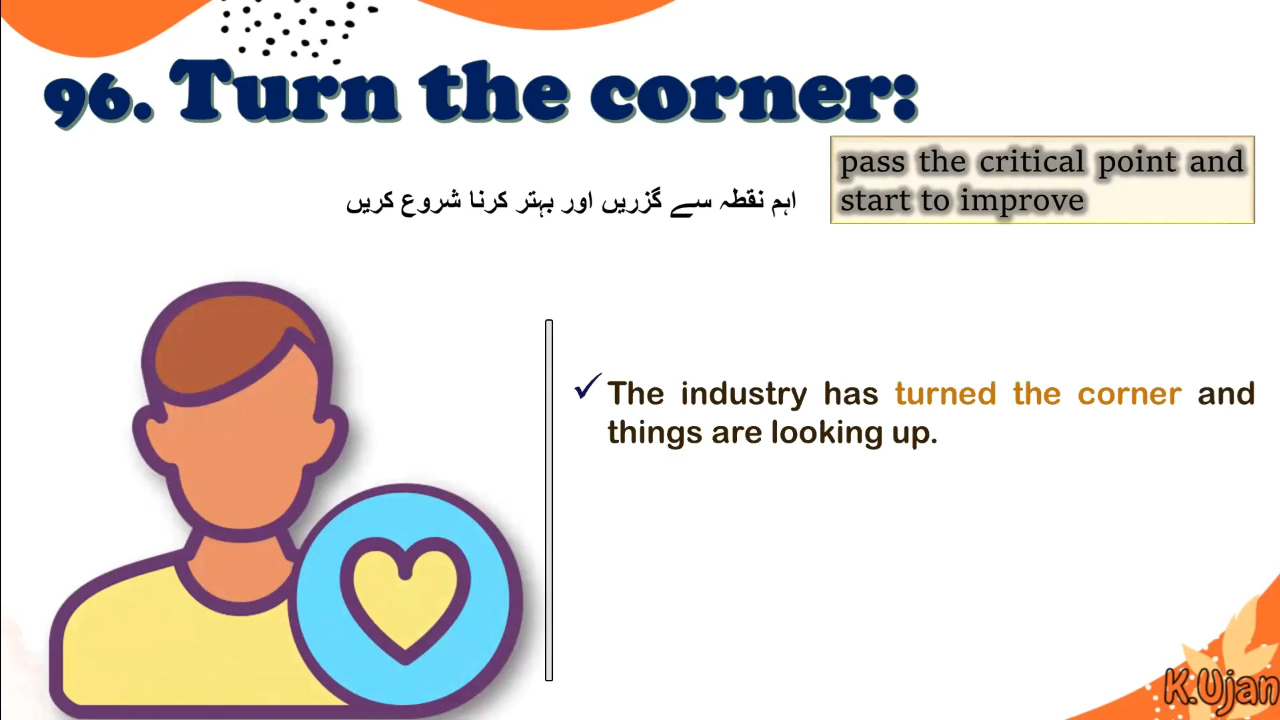 96. Turn the corner:
pass the critical point and
start to improve
اہم نقطہ سے گزریں اور بہتر کرنا شروع کریں
✓ The industry has turned the corner and
things are looking up.
K.Ujan